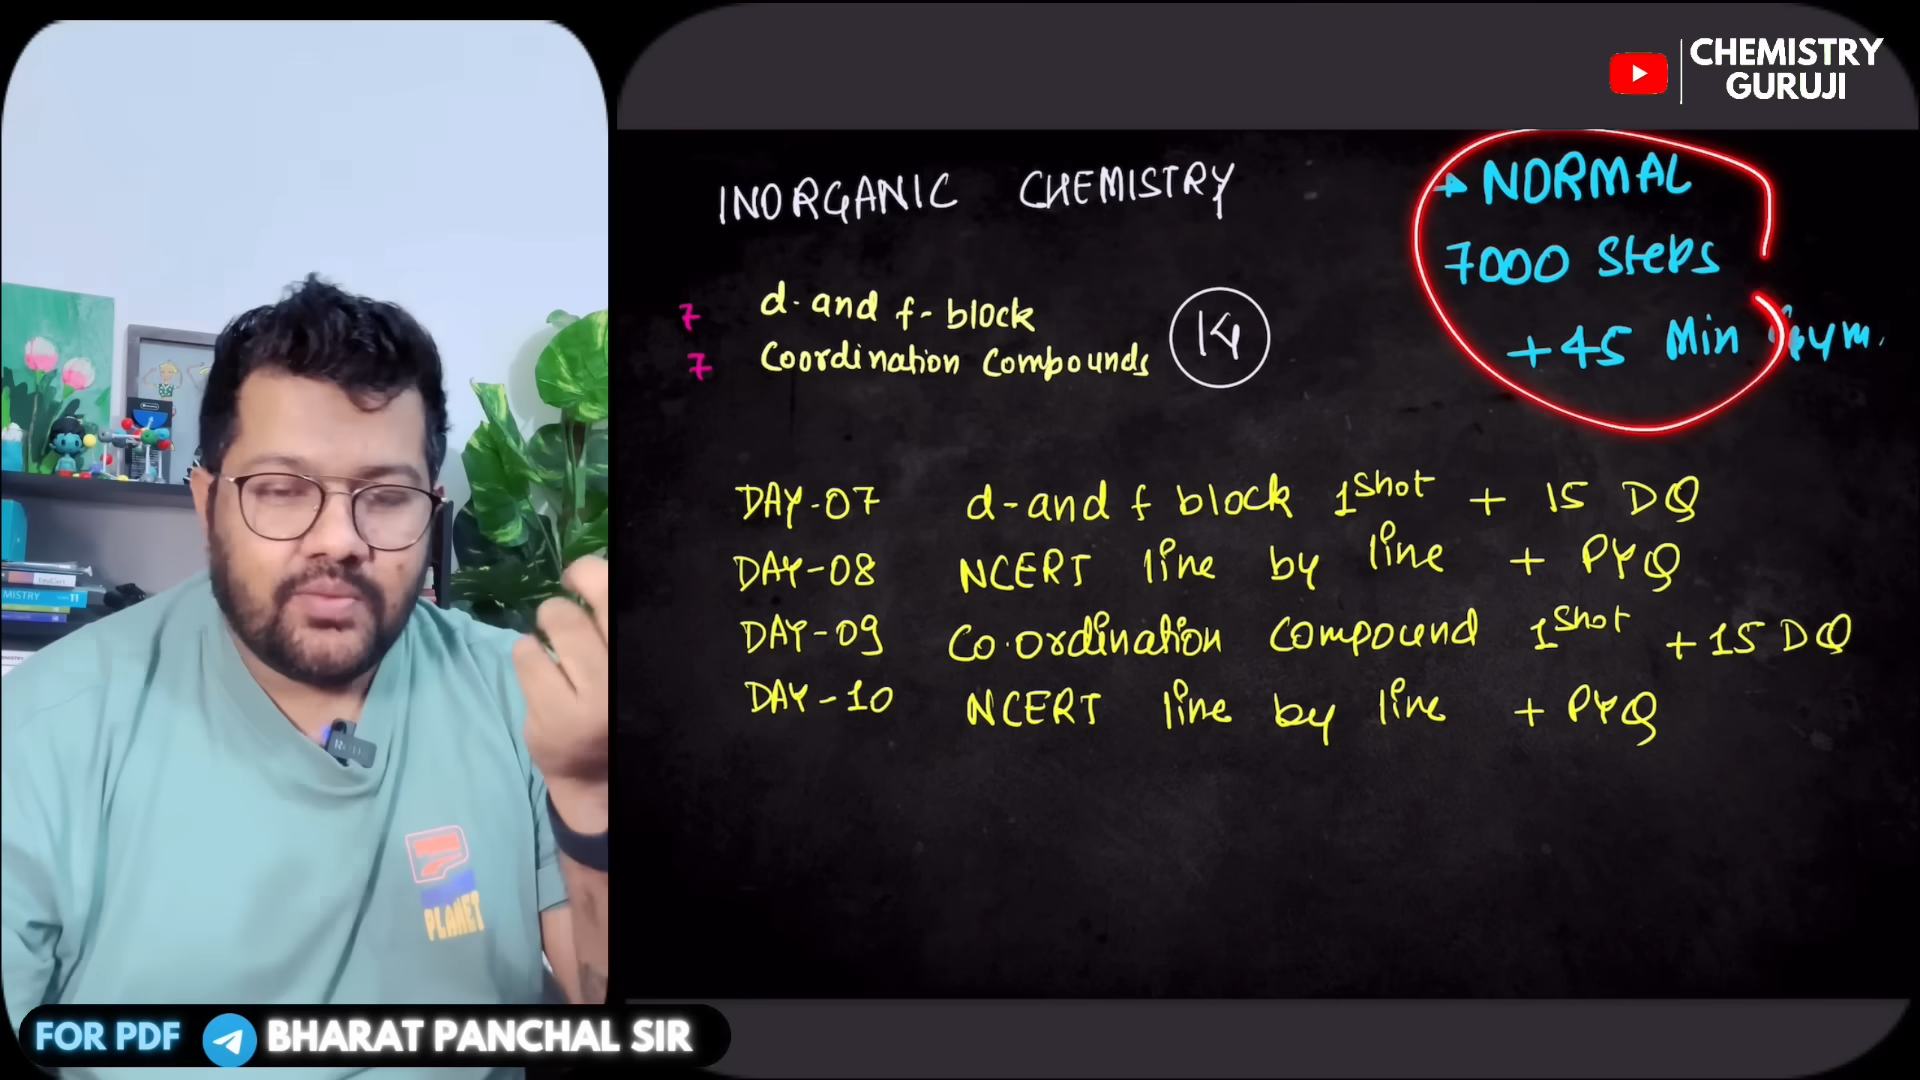 CHEMISTRY
GURUJI
INORGANIC CHEMISTRY
→ NORMAL
7000 Steps
+45 Min Gym.
7 d-and f-block
7 Coordination Compounds
14
DAY-07 d-and f block 1shot + 15 DQ
DAY-08 NCERT line by line + PYQ
DAY-09 Co.ordination compound 1shot +15 DQ
DAY-10 NCERT line by line + PYQ
PLANET
FOR PDF BHARAT PANCHAL SIR